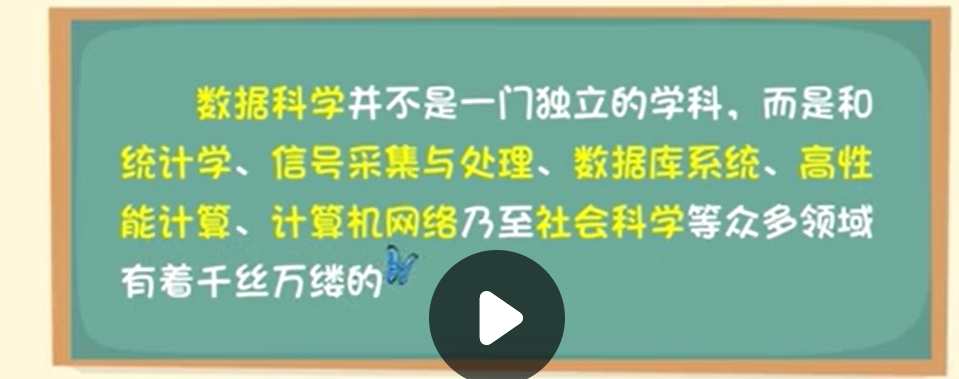 数据科学并不是一门独立的学科，而是和
统计学、信号采集与处理、数据库系统、高性
能计算、计算机网络乃至社会科学等众多领域
有着千丝万缕的